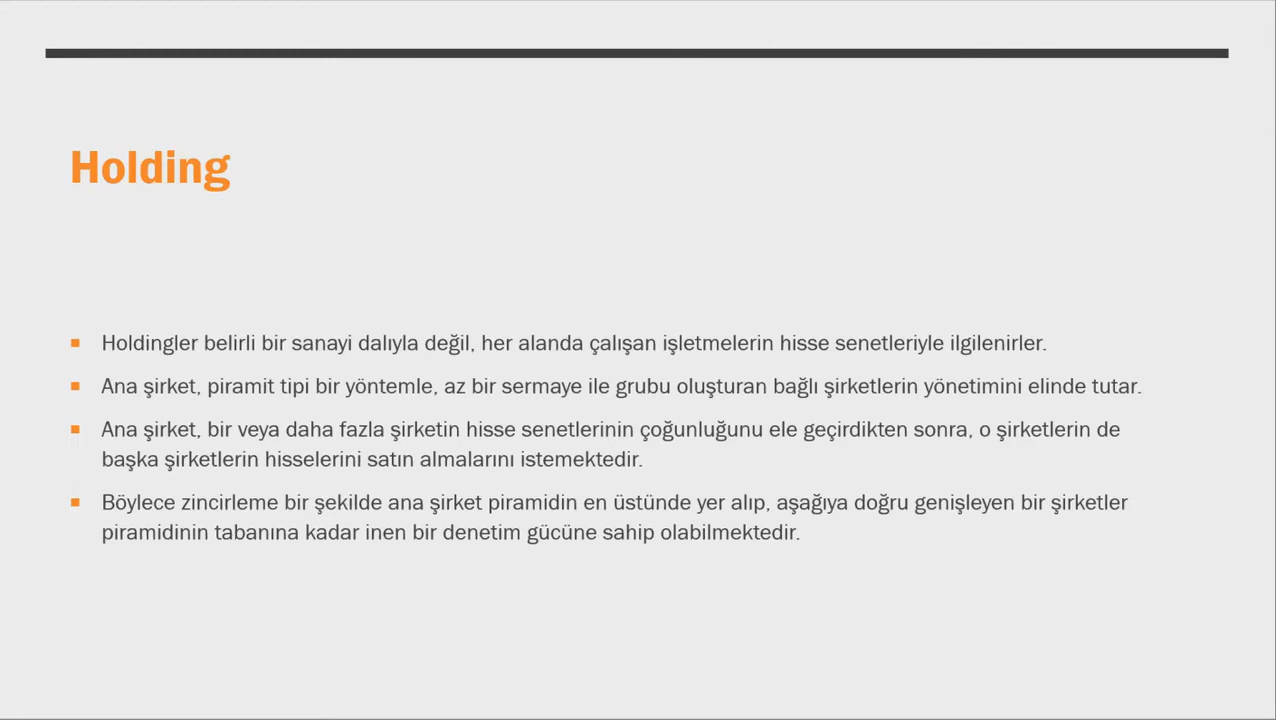 Holding
Holdingler belirli bir sanayi dalıyla değil, her alanda çalışan işletmelerin hisse senetleriyle ilgilenirler.
Ana şirket, piramit tipi bir yöntemle, az bir sermaye ile grubu oluşturan bağlı şirketlerin yönetimini elinde tutar.
Ana şirket, bir veya daha fazla şirketin hisse senetlerinin çoğunluğunu ele geçirdikten sonra, o şirketlerin de
başka şirketlerin hisselerini satın almalarını istemektedir.
Böylece zincirleme bir şekilde ana şirket piramidin en üstünde yer alıp, aşağıya doğru genişleyen bir şirketler
piramidinin tabanına kadar inen bir denetim gücüne sahip olabilmektedir.